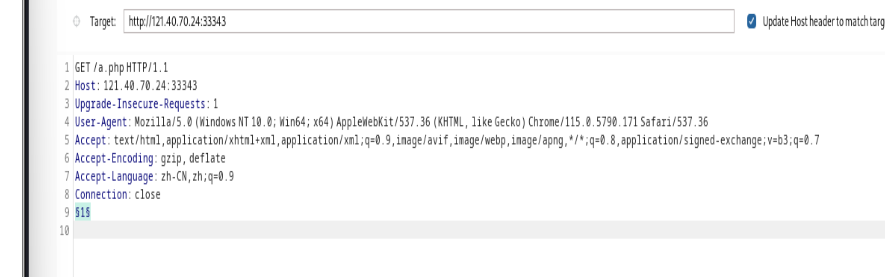 Target: http://121.40.70.24:33343
Update Host header to match targ
1 GET /a.php HTTP/1.1
2 Host: 121.40.70.24:33343
3 Upgrade-Insecure-Requests: 1
4 User-Agent: Mozilla/5.0 (Windows NT 10.0; Win64; x64) AppleWebKit/537.36 (KHTML, like Gecko) Chrome/115.0.5790.171 Safari/537.36
5 Accept: text/html,application/xhtml+xml,application/xml;q=0.9,image/avif,image/webp,image/apng,*/*;q=0.8,application/signed-exchange;v=b3;q=0.7
6 Accept-Encoding: gzip, deflate
7 Accept-Language: zh-CN,zh;q=0.9
8 Connection: close
9 §1§
10